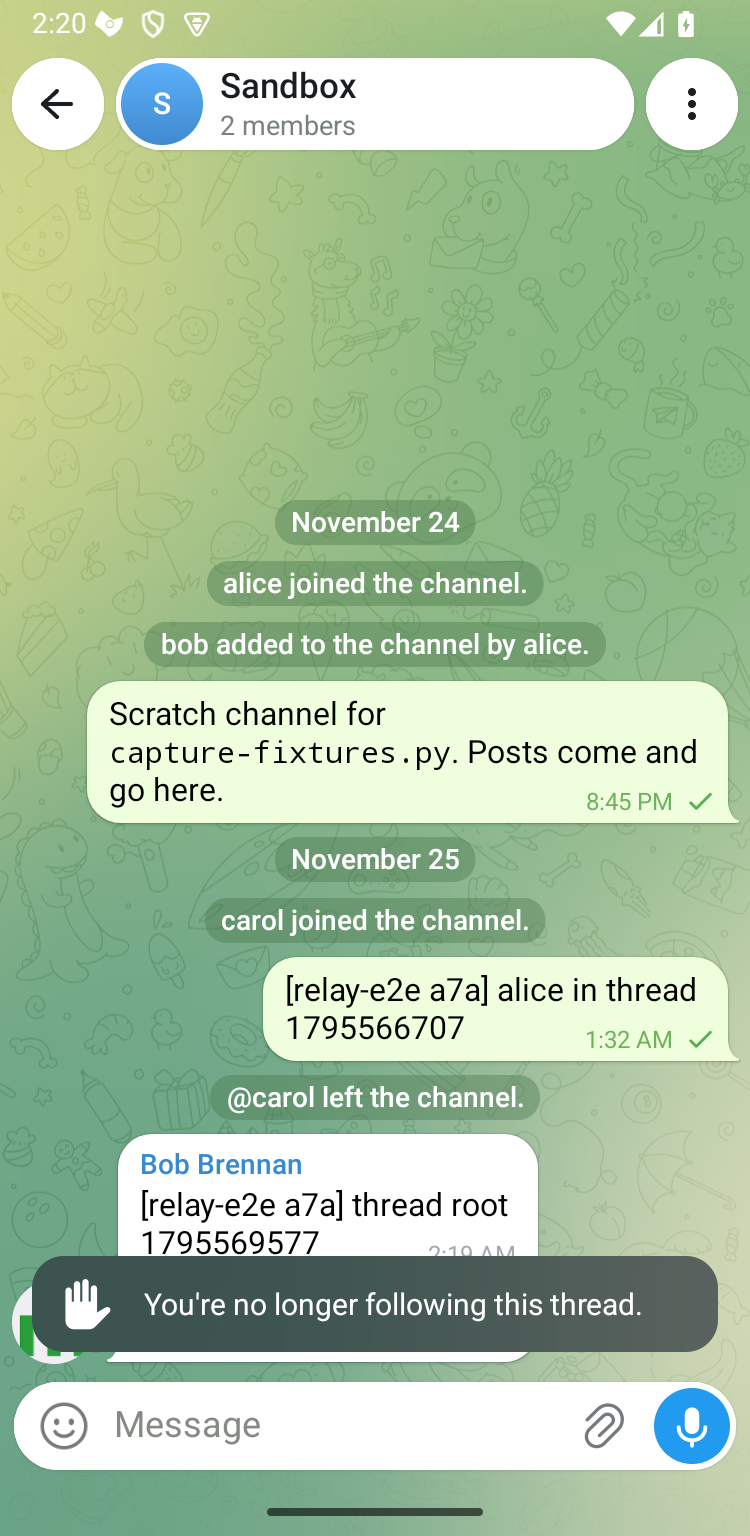 2:20
S
Sandbox
2 members
November 24
alice joined the channel.
bob added to the channel by alice.
Scratch channel for
capture-fixtures.py. Posts come and
go here.
8:45 PM
November 25
carol joined the channel.
[relay-e2e a7a] alice in thread
1795566707
1:32 AM
@carol left the channel.
Bob Brennan
[relay-e2e a7a] thread root
1795569577
2:19 AM
You're no longer following this thread.
Message